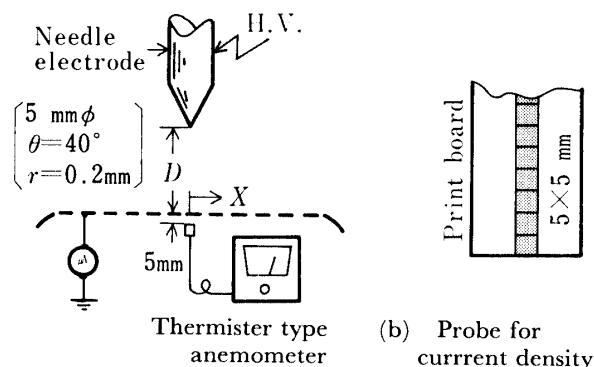 Needle
electrode
H.V.
5 mmφ
θ=40°
r=0.2mm
D
X
μA
5mm
Thermister type
anemometer
Print board
5×5 mm
(b) Probe for
currrent density